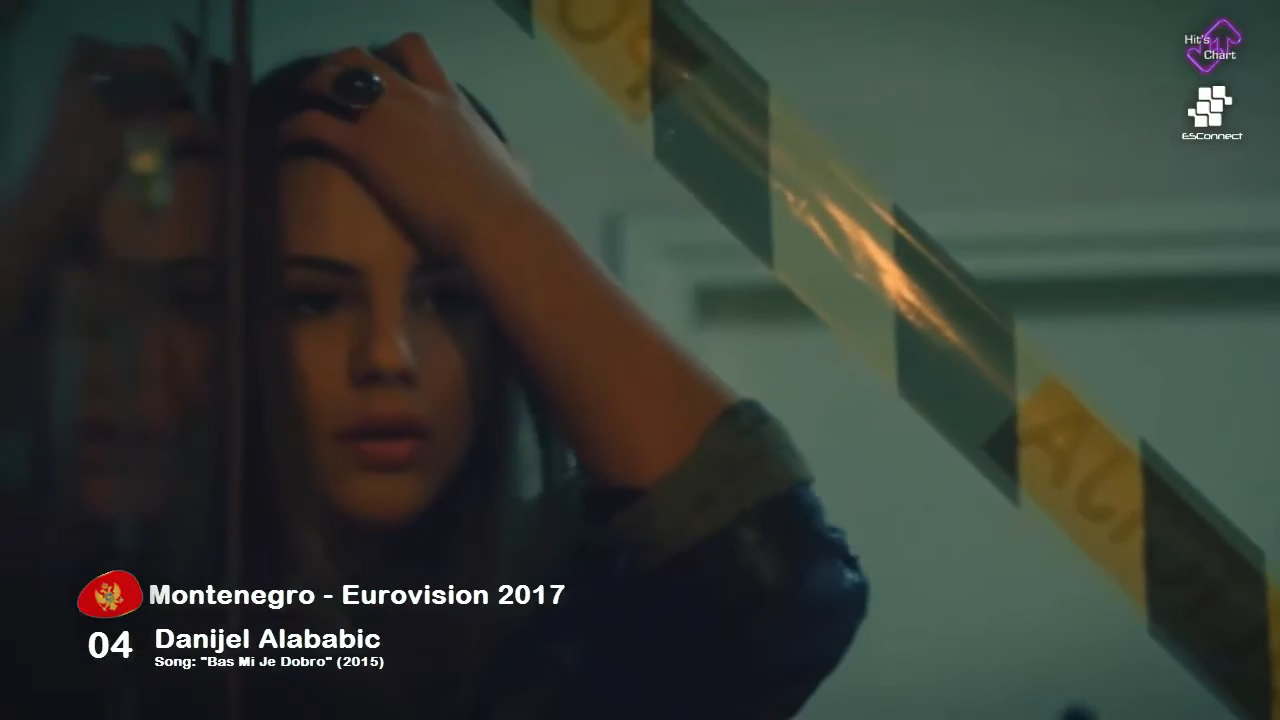 Hit's
Chart
ESConnect
Montenegro - Eurovision 2017
04
Danijel Alababic
Song: "Bas Mi Je Dobro" (2015)